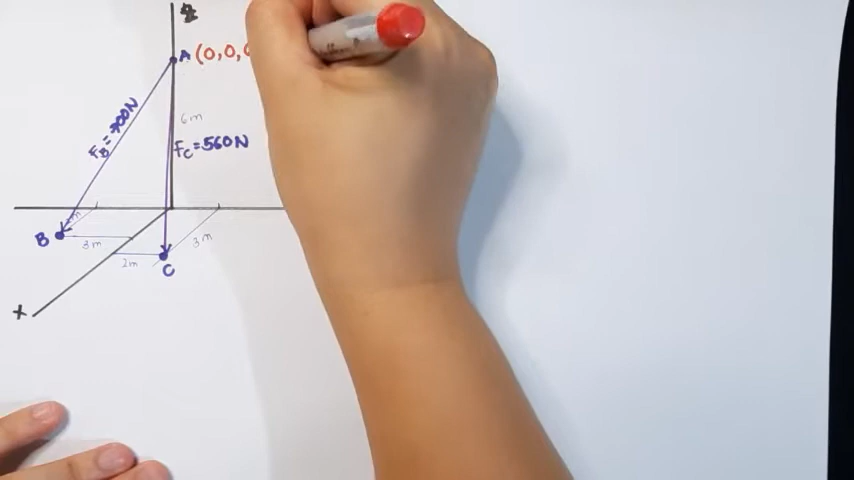 z
A (0,0,
6m
F_B = 700N
F_C = 560N
B
3m
3m
2m
C
x